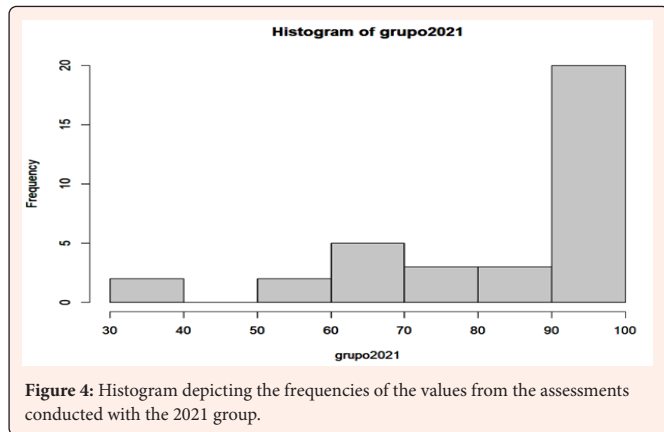 Histogram of grupo2021
20
15
10
5
0
Frequency
30 40 50 60 70 80 90 100
grupo2021
Figure 4: Histogram depicting the frequencies of the values from the assessments
conducted with the 2021 group.